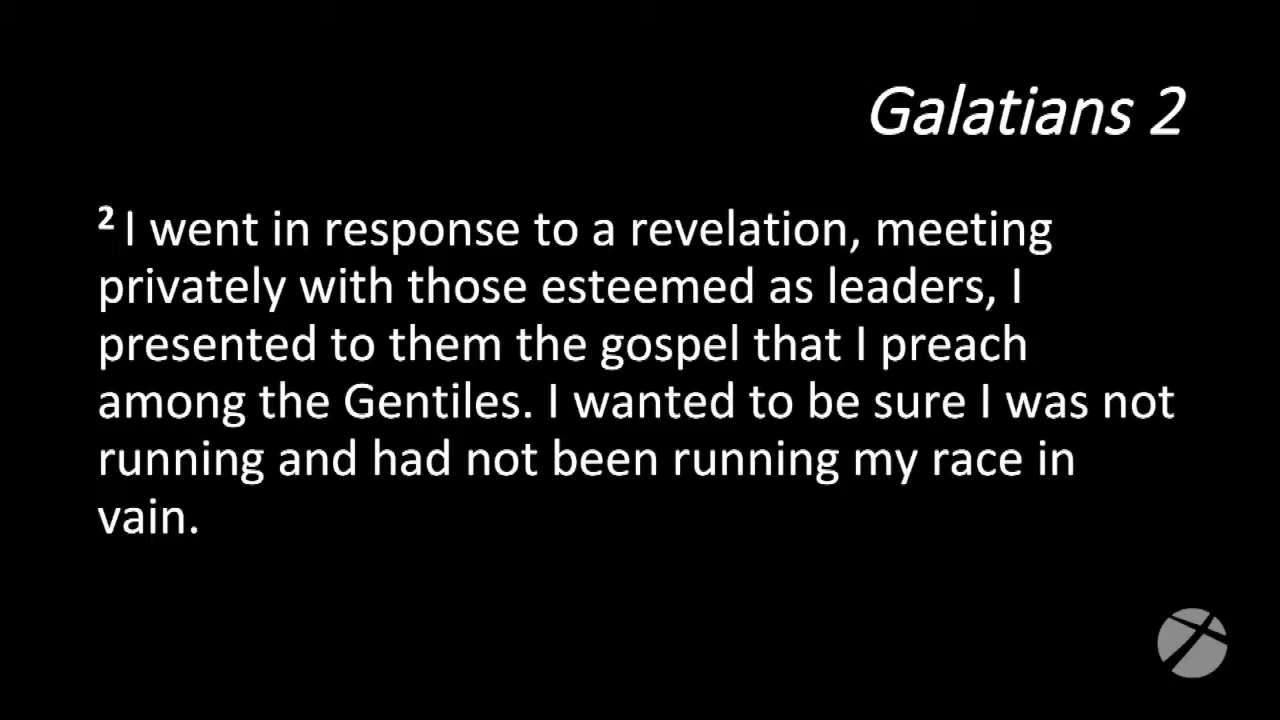 Galatians 2
2 I went in response to a revelation, meeting
privately with those esteemed as leaders, I
presented to them the gospel that I preach
among the Gentiles. I wanted to be sure I was not
running and had not been running my race in
vain.